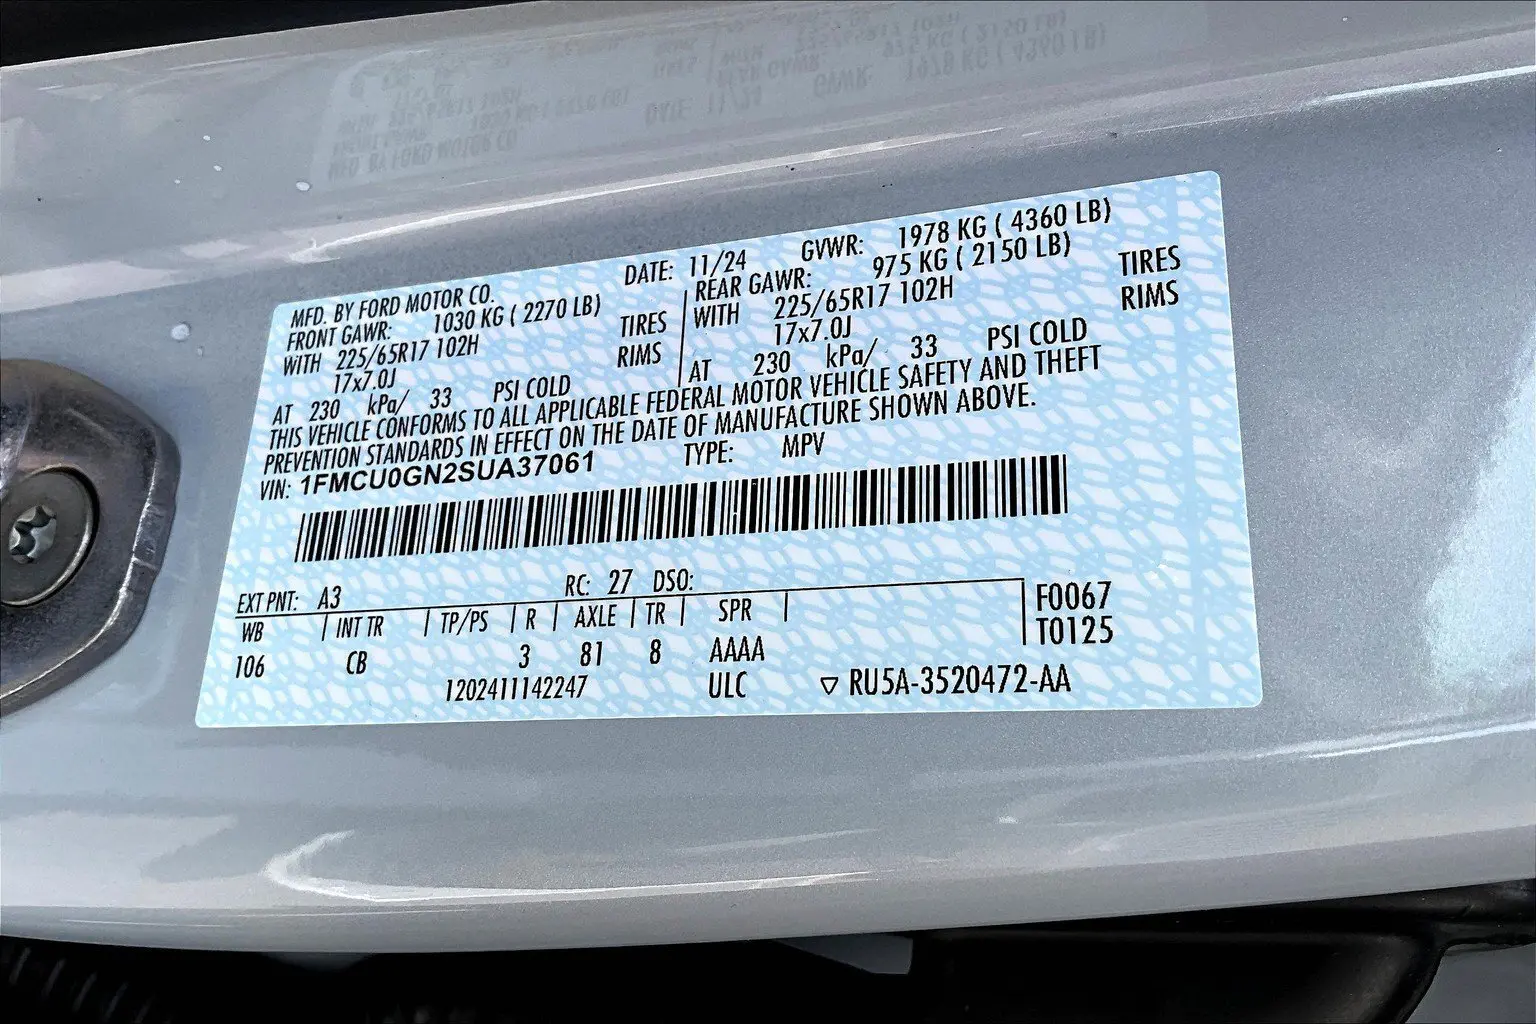 MFD. BY FORD MOTOR CO. DATE: 11/24 GVWR: 1978 KG ( 4360 LB)
FRONT GAWR: 1030 KG ( 2270 LB) REAR GAWR: 975 KG ( 2150 LB)
WITH 225/65R17 102H TIRES WITH 225/65R17 102H TIRES
17x7.0J RIMS 17x7.0J RIMS
AT 230 kPa/ 33 PSI COLD AT 230 kPa/ 33 PSI COLD
THIS VEHICLE CONFORMS TO ALL APPLICABLE FEDERAL MOTOR VEHICLE SAFETY AND THEFT
PREVENTION STANDARDS IN EFFECT ON THE DATE OF MANUFACTURE SHOWN ABOVE.
VIN: 1FMCU0GN2SUA37061 TYPE: MPV
EXT PNT: A3 RC: 27 DSO:
WB INT TR TP/PS R AXLE TR SPR F0067
T0125
106 CB 3 81 8 AAAA
1202411142247 ULC ▽ RU5A-3520472-AA